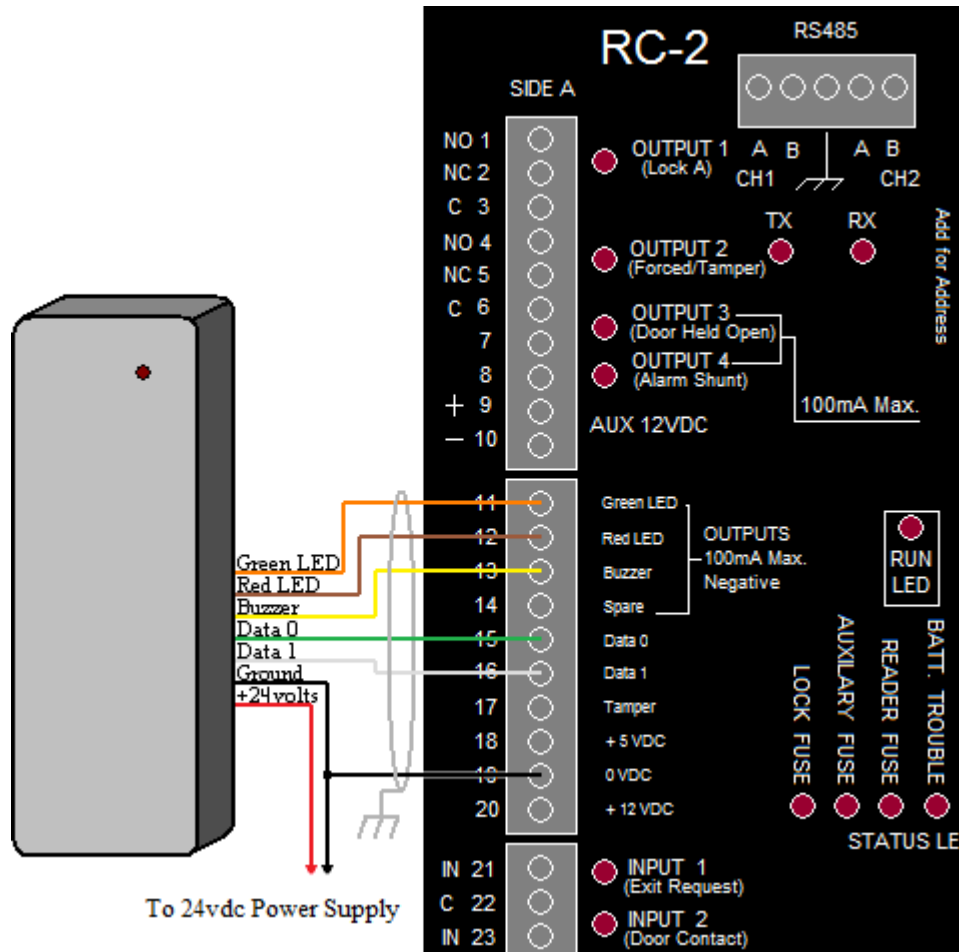 RC-2
RS485
SIDE A
A B A B
CH1 CH2
TX RX
Add for Address
NO 1
NC 2
C 3
NO 4
NC 5
C 6
7
8
+ 9
− 10
OUTPUT 1
(Lock A)
OUTPUT 2
(Forced/Tamper)
OUTPUT 3
(Door Held Open)
OUTPUT 4
(Alarm Shunt)
100mA Max.
AUX 12VDC
Green LED
Red LED
Buzzer
Data 0
Data 1
Ground
+24volts
To 24vdc Power Supply
11 Green LED
12 Red LED
13 Buzzer
14 Spare
15 Data 0
16 Data 1
17 Tamper
18 + 5 VDC
19 0 VDC
20 + 12 VDC
OUTPUTS
100mA Max.
Negative
RUN
LED
LOCK FUSE
AUXILARY FUSE
READER FUSE
BATT. TROUBLE
STATUS LE
IN 21
C 22
IN 23
INPUT 1
(Exit Request)
INPUT 2
(Door Contact)